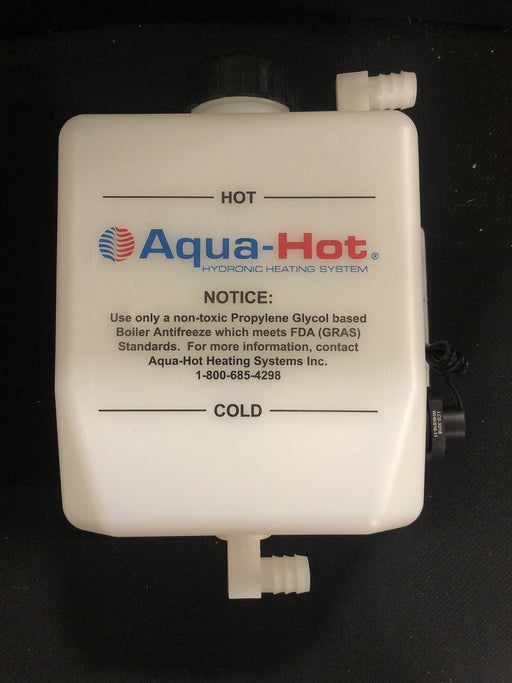 HOT
Aqua-Hot®
HYDRONIC HEATING SYSTEM
NOTICE:
Use only a non-toxic Propylene Glycol based
Boiler Antifreeze which meets FDA (GRAS)
Standards. For more information, contact
Aqua-Hot Heating Systems Inc.
1-800-685-4298
COLD